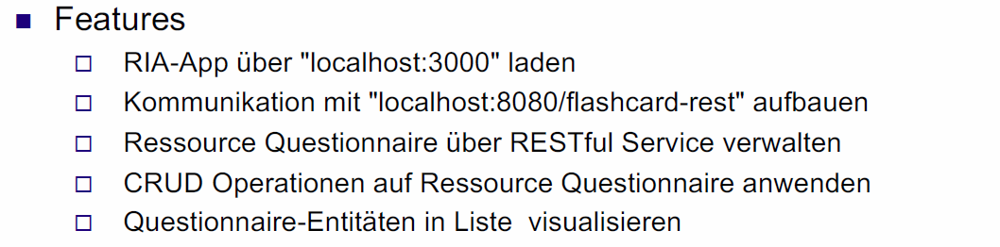 Features
RIA-App über "localhost:3000" laden
Kommunikation mit "localhost:8080/flashcard-rest" aufbauen
Ressource Questionnaire über RESTful Service verwalten
CRUD Operationen auf Ressource Questionnaire anwenden
Questionnaire-Entitäten in Liste  visualisieren